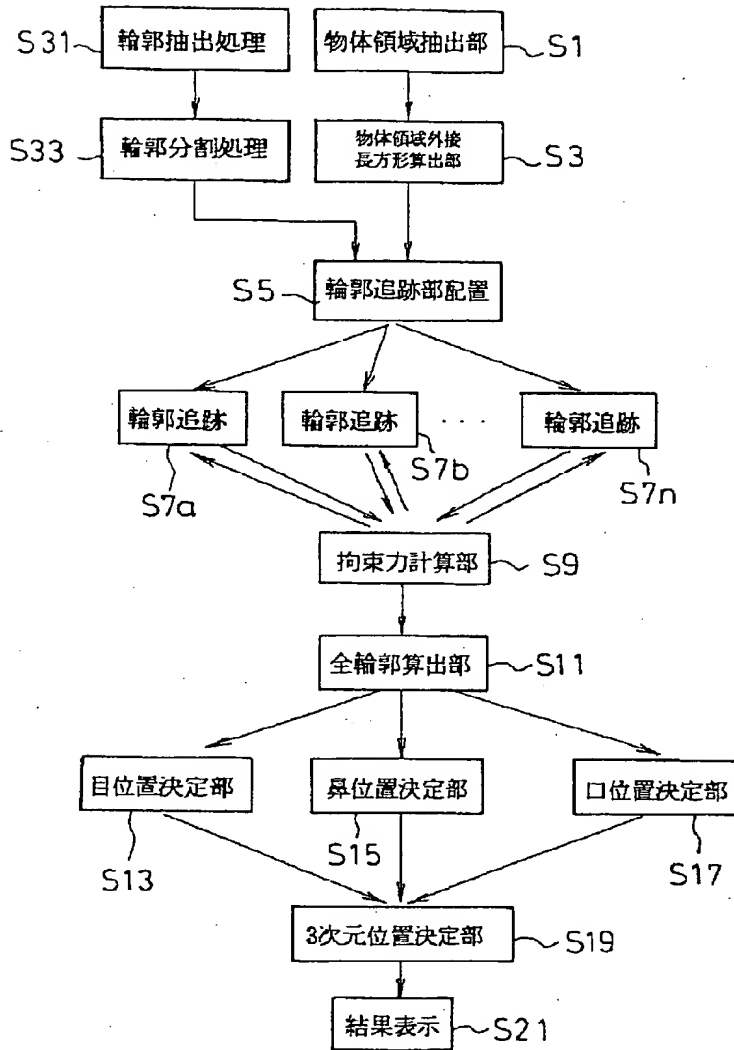 S31
輪郭抽出処理
物体領域抽出部
S1
S33
輪郭分割処理
物体領域外接
長方形算出部
S3
S5
輪郭追跡部配置
輪郭追跡
輪郭追跡
・・・
輪郭追跡
S7a
S7b
S7n
拘束力計算部
S9
全輪郭算出部
S11
目位置決定部
鼻位置決定部
口位置決定部
S13
S15
S17
3次元位置決定部
S19
結果表示
S21